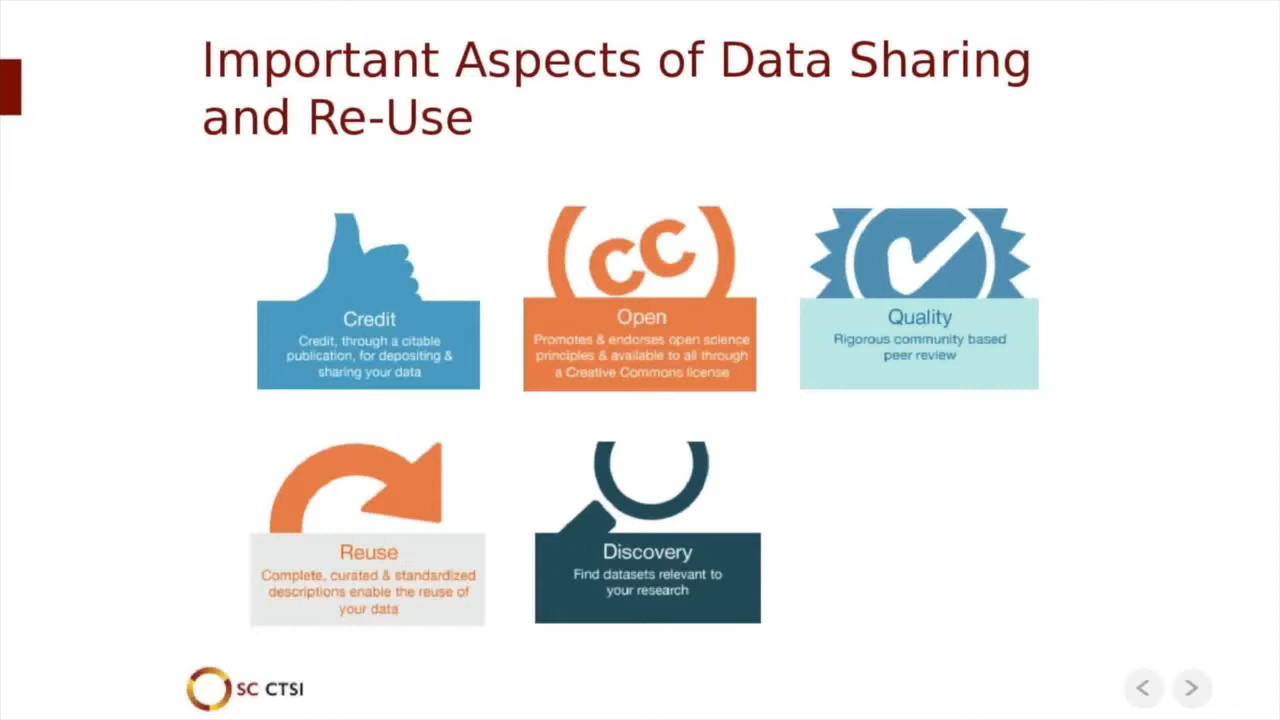 Important Aspects of Data Sharing
and Re-Use
cc
Credit
Credit, through a citable
publication, for depositing &
sharing your data
Open
Promotes & endorses open science
principles & available to all through
a Creative Commons license
Quality
Rigorous community based
peer review
Reuse
Complete, curated & standardized
descriptions enable the reuse of
your data
Discovery
Find datasets relevant to
your research
SC CTSI